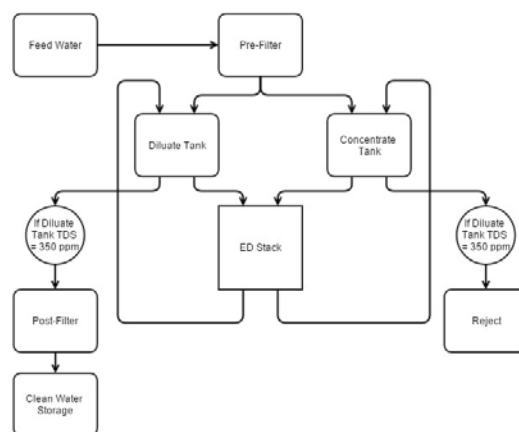 Feed Water
Pre-Filter
Diluate Tank
Concentrate
Tank
If Diluate
Tank TDS
= 350 ppm
ED Stack
If Diluate
Tank TDS
= 350 ppm
Post-Filter
Reject
Clean Water
Storage